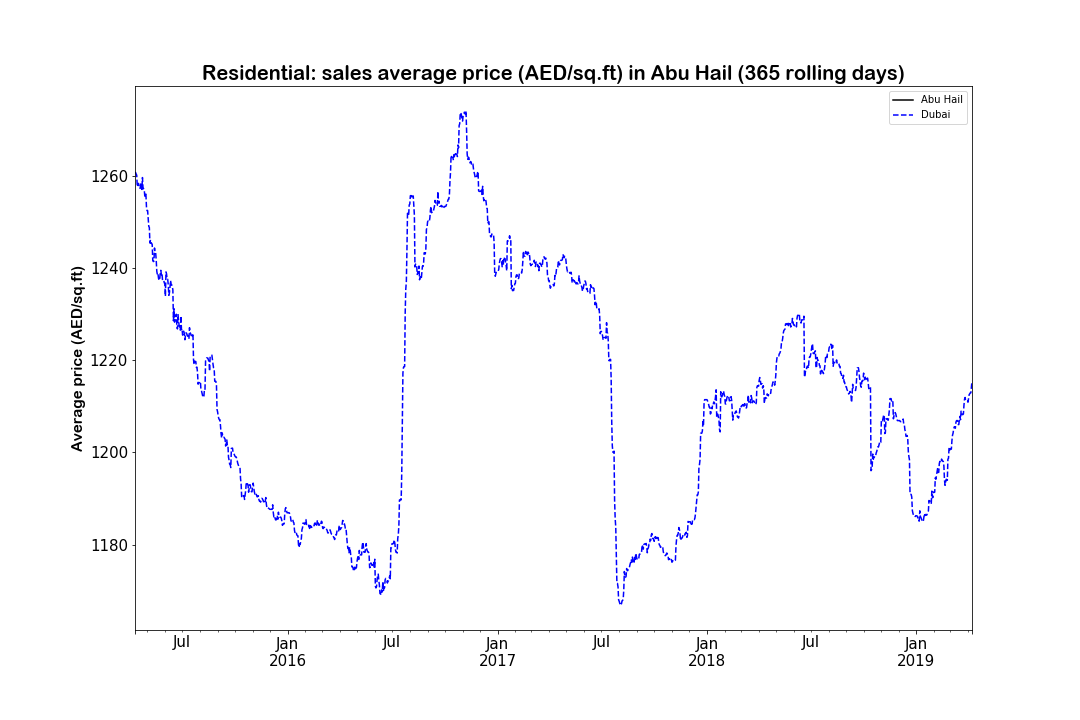 Residential: sales average price (AED/sq.ft) in Abu Hail (365 rolling days)
Abu Hail
Dubai
Average price (AED/sq.ft)
1260
1240
1220
1200
1180
Jul
Jan
2016
Jul
Jan
2017
Jul
Jan
2018
Jul
Jan
2019